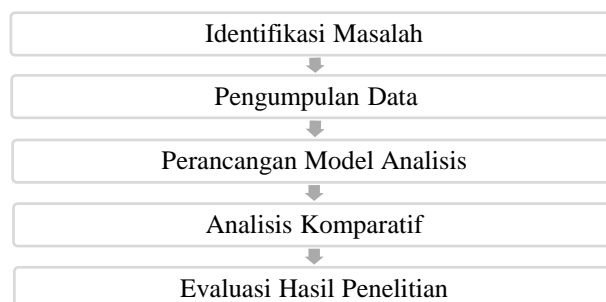 Identifikasi Masalah
Pengumpulan Data
Perancangan Model Analisis
Analisis Komparatif
Evaluasi Hasil Penelitian